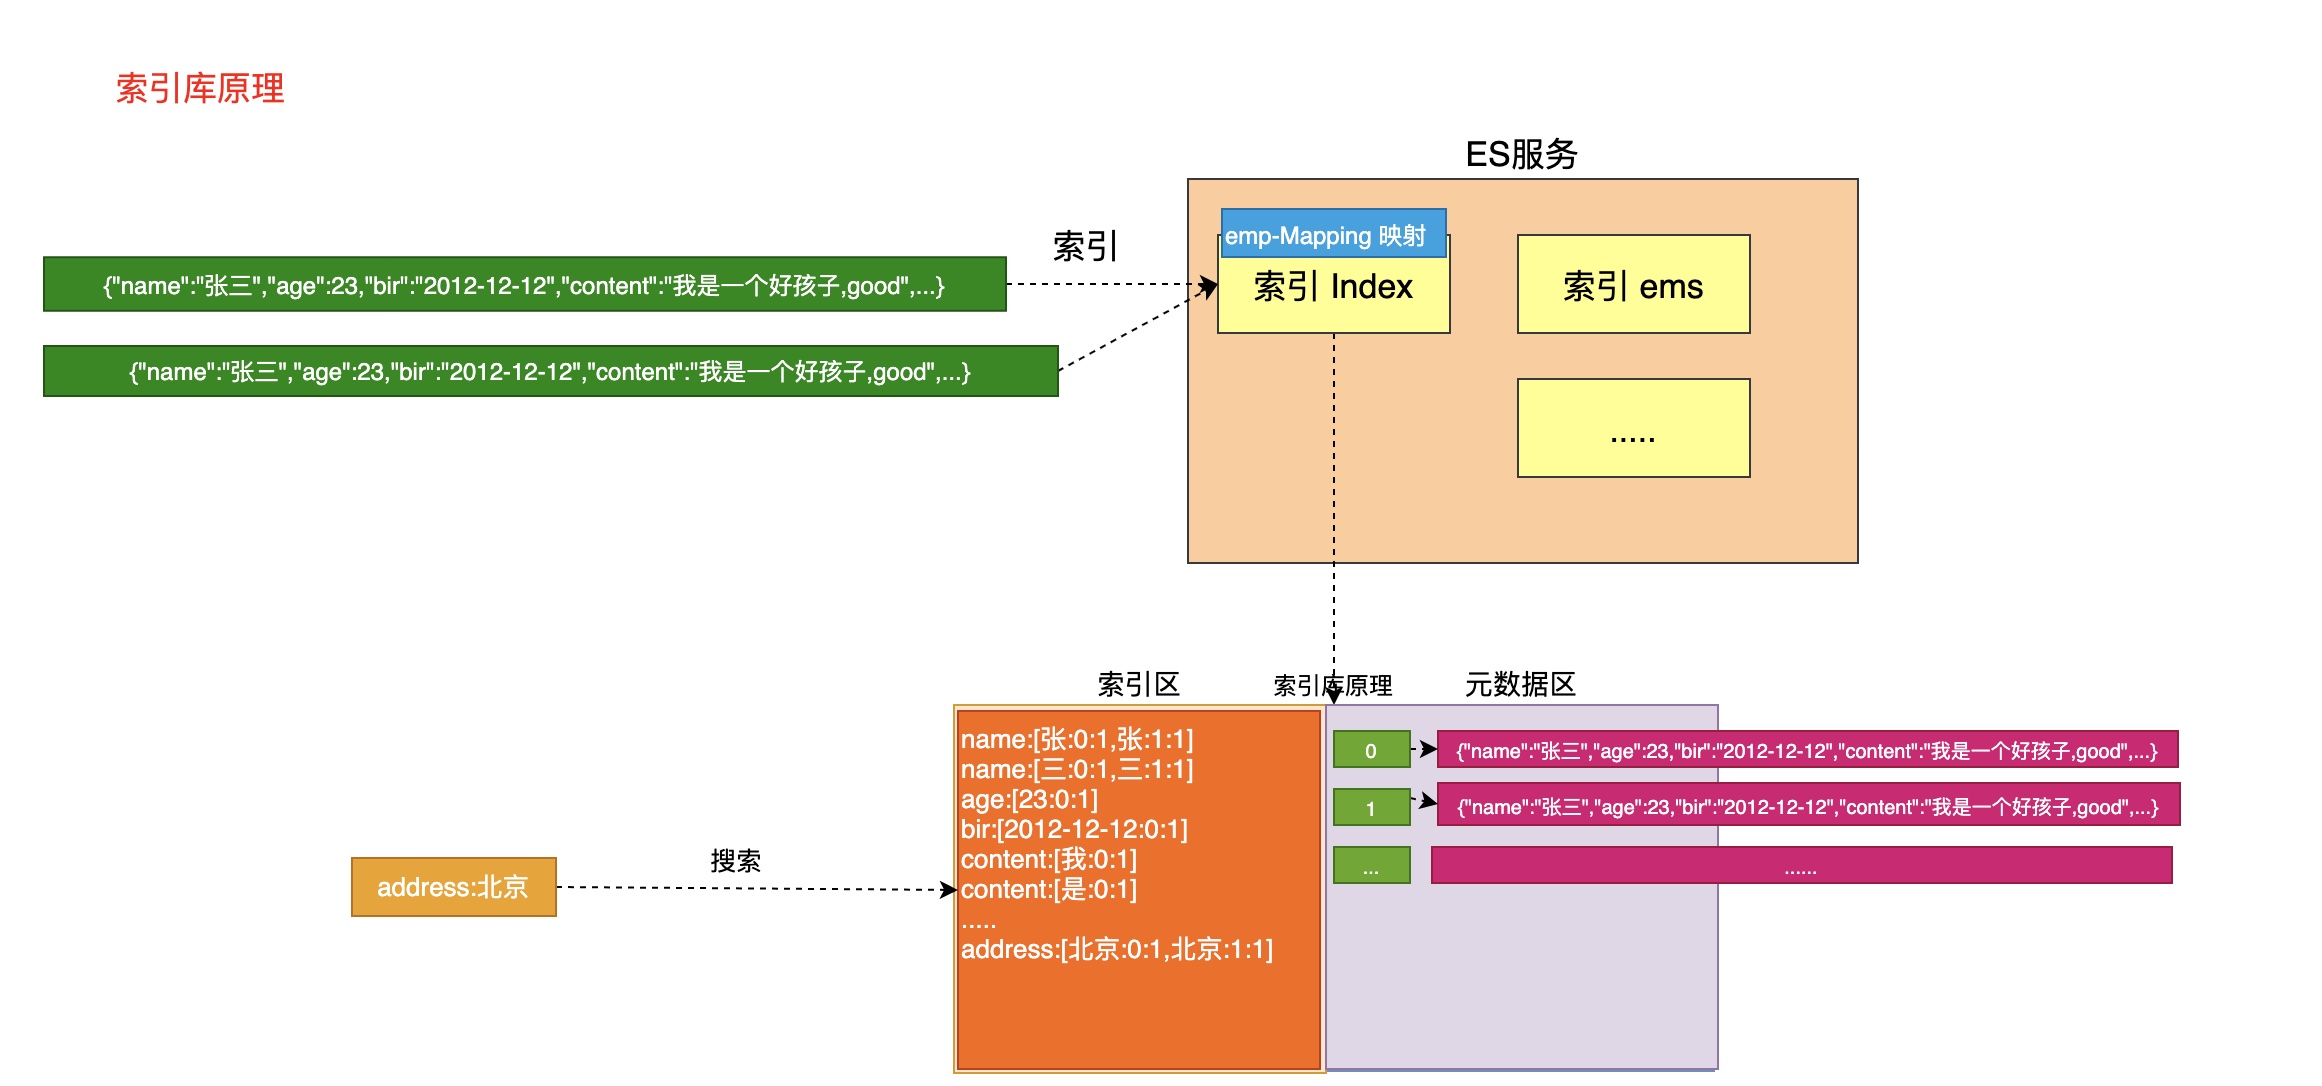 索引库原理
ES服务
emp-Mapping 映射
索引 Index
索引 ems
.....
索引
{"name":"张三","age":23,"bir":"2012-12-12","content":"我是一个好孩子,good",...}
{"name":"张三","age":23,"bir":"2012-12-12","content":"我是一个好孩子,good",...}
索引区
索引库原理
元数据区
name:[张:0:1,张:1:1]
name:[三:0:1,三:1:1]
age:[23:0:1]
bir:[2012-12-12:0:1]
content:[我:0:1]
content:[是:0:1]
.....
address:[北京:0:1,北京:1:1]
0
{"name":"张三","age":23,"bir":"2012-12-12","content":"我是一个好孩子,good",...}
1
{"name":"张三","age":23,"bir":"2012-12-12","content":"我是一个好孩子,good",...}
...
......
搜索
address:北京